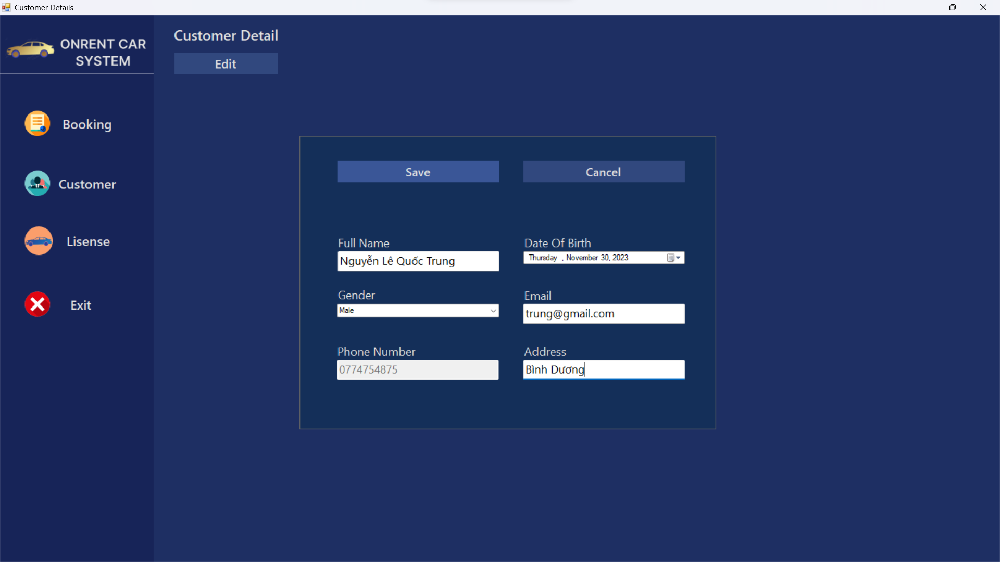 Customer Details
ONRENT CAR
SYSTEM
Customer Detail
Edit
Booking
Customer
Lisense
Exit
Save
Cancel
Full Name
Nguyễn Lê Quốc Trung
Date Of Birth
Thursday , November 30, 2023
Gender
Male
Email
trung@gmail.com
Phone Number
0774754875
Address
Bình Dương